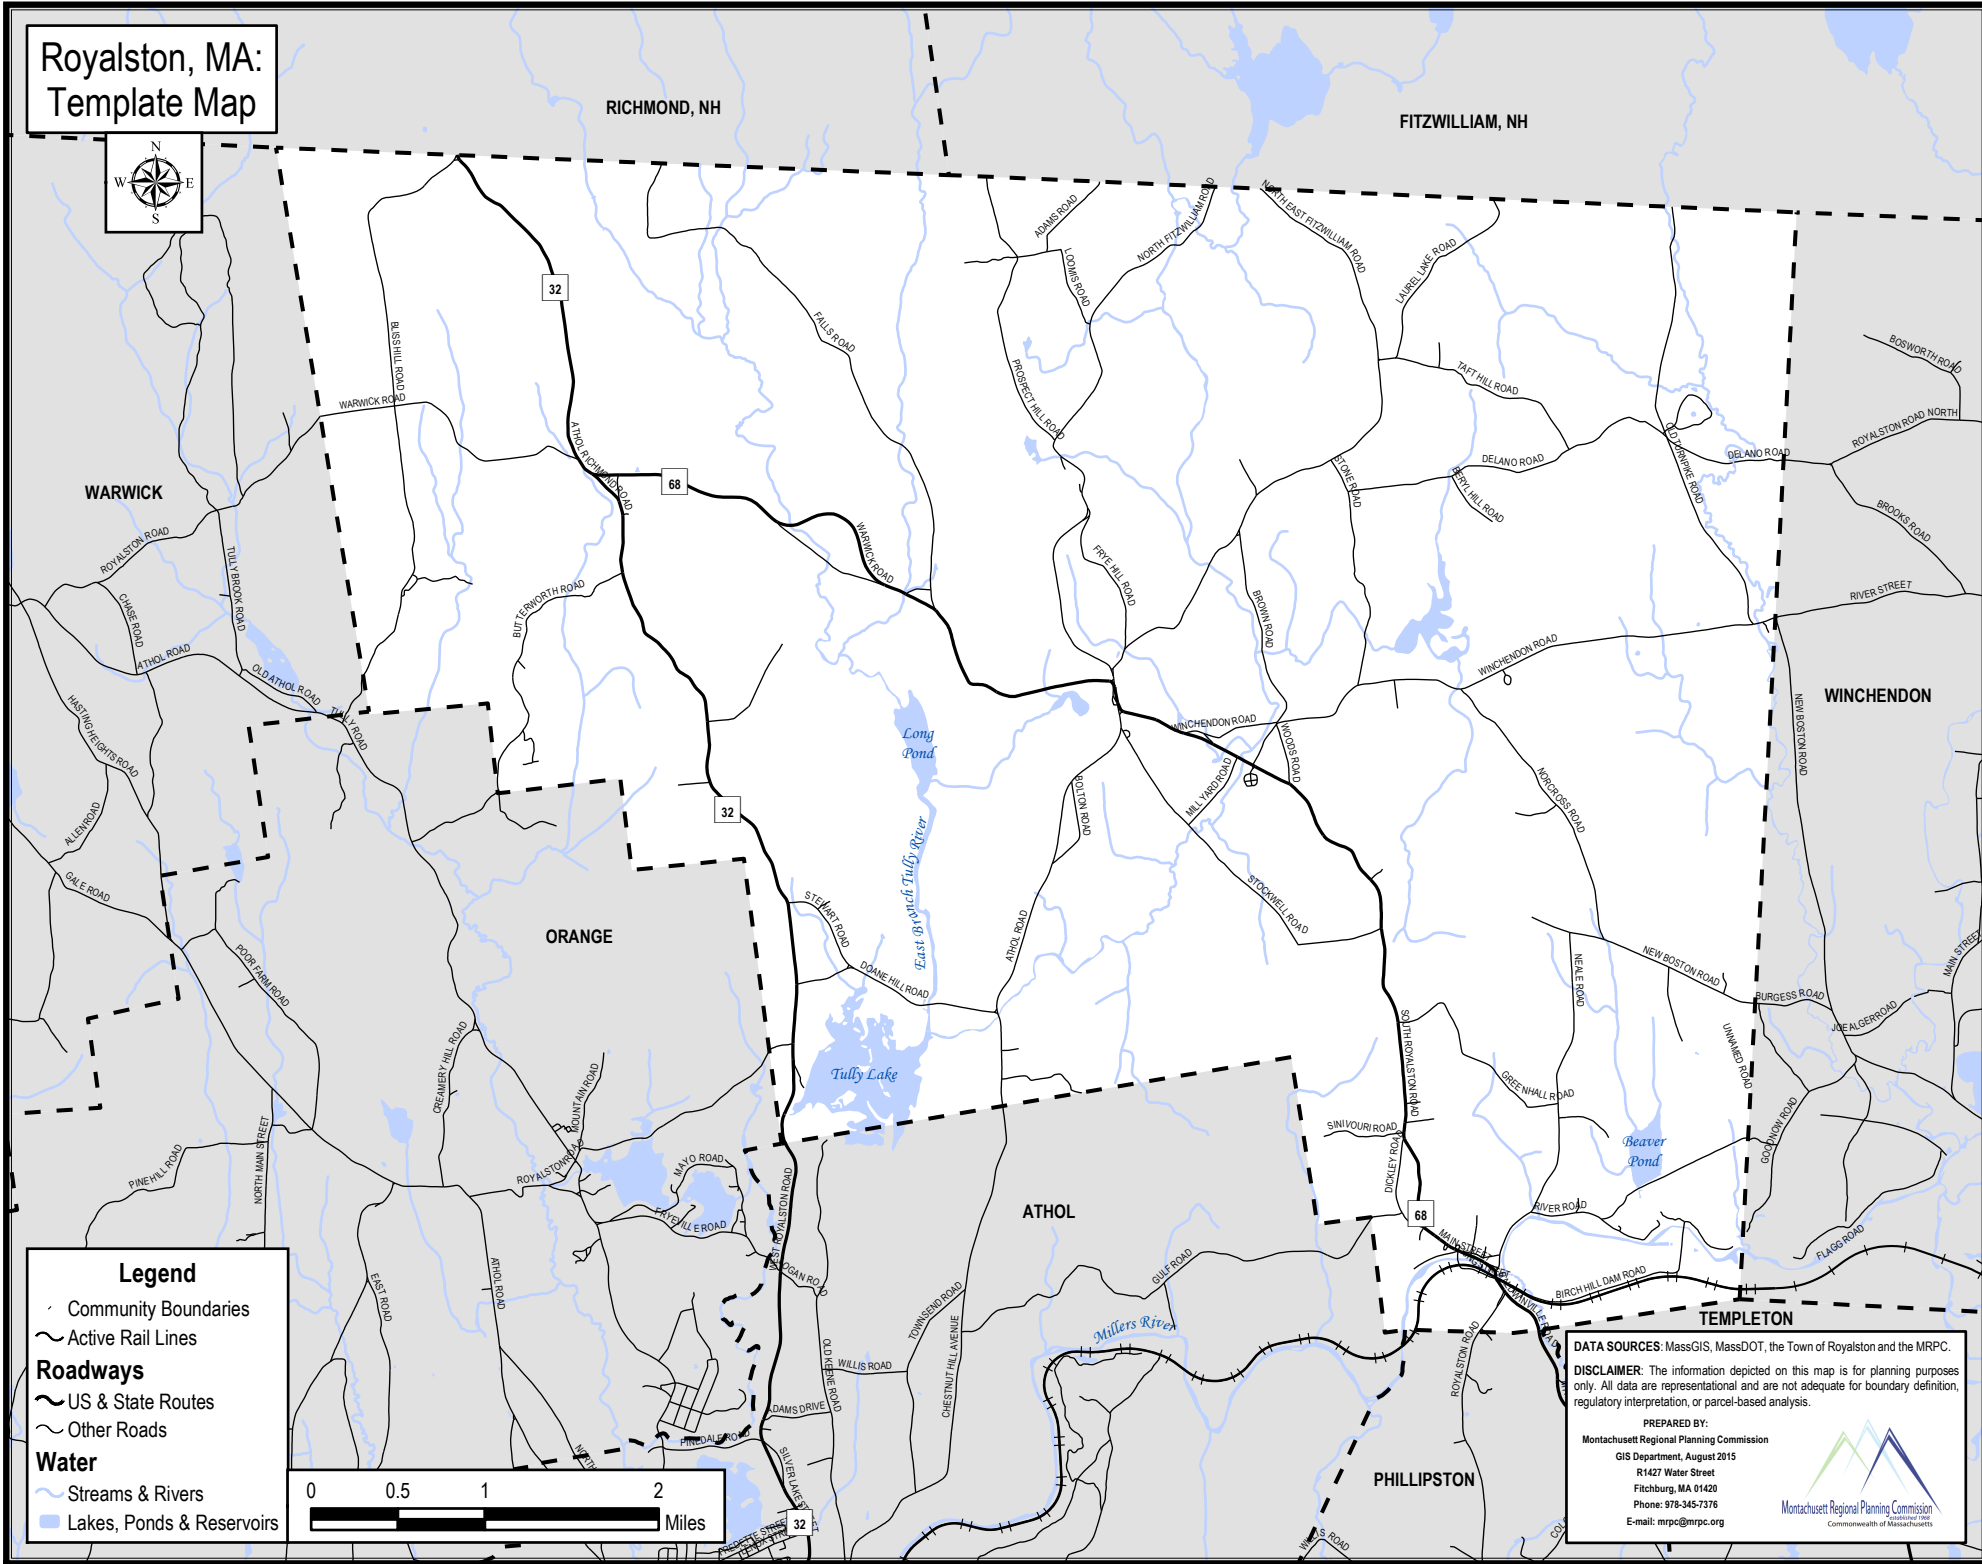 Royalston, MA:
Template Map
N
W
E
S
RICHMOND, NH
FITZWILLIAM, NH
ADAMS ROAD
LOOMIS ROAD
NORTH FITZWILLIAM ROAD
NORTH EAST FITZWILLIAM ROAD
LAUREL LAKE ROAD
32
BLISS HILL ROAD
FALLS ROAD
PROSPECT HILL ROAD
TAFT HILL ROAD
BOSWORTH ROAD
ROYALSTON ROAD NORTH
WARWICK ROAD
ATHOL RICHMOND ROAD
68
STONE ROAD
DELANO ROAD
BERYL HILL ROAD
OLD TURNPIKE ROAD
DELANO ROAD
BROOKS ROAD
WARWICK
ROYALSTON ROAD
TULLY BROOK ROAD
CHASE ROAD
WARWICK ROAD
FRYE HILL ROAD
BUTTERWORTH ROAD
BROWN ROAD
RIVER STREET
ATHOL ROAD
OLD ATHOL ROAD
WINCHENDON ROAD
HASTING HEIGHTS ROAD
TULLY ROAD
WINCHENDON
NEW BOSTON ROAD
WINCHENDON ROAD
WOODS ROAD
Long
Pond
MILL YARD ROAD
BOLTON ROAD
NORCROSS ROAD
ALLEN ROAD
32
East Branch Tully River
GALE ROAD
STEWART ROAD
STOCKWELL ROAD
ORANGE
ATHOL ROAD
POOR FARM ROAD
DOANE HILL ROAD
NEALE ROAD
NEW BOSTON ROAD
MAIN STREET
BURGESS ROAD
JOE ALGER ROAD
CREAMERY HILL ROAD
SOUTH ROYALSTON ROAD
UNNAMED ROAD
Tully Lake
MOUNTAIN ROAD
GREENHALL ROAD
GOODNOW ROAD
SINIVOURI ROAD
DICKLEY ROAD
Beaver
Pond
PINE HILL ROAD
NORTH MAIN STREET
ROYALSTON ROAD
MAYO ROAD
FRYEVILLE ROAD
WEST ROYALSTON ROAD
ATHOL
68
RIVER ROAD
MAIN STREET
FLAGG ROAD
LOGAN ROAD
GULF ROAD
BIRCH HILL DAM ROAD
EAST ROAD
ATHOL ROAD
TOWNSEND ROAD
Millers River
TEMPLETON
OLD KEENE ROAD
WILLIS ROAD
CHESTNUT HILL AVENUE
ROYALSTON ROAD
ADAMS DRIVE
PINEDALE ROAD
NORTH
PHILLIPSTON
32
Legend
Community Boundaries
Active Rail Lines
Roadways
US & State Routes
Other Roads
Water
Streams & Rivers
Lakes, Ponds & Reservoirs
0 0.5 1 2
Miles
DATA SOURCES: MassGIS, MassDOT, the Town of Royalston and the MRPC.
DISCLAIMER: The information depicted on this map is for planning purposes
only. All data are representational and are not adequate for boundary definition,
regulatory interpretation, or parcel-based analysis.
PREPARED BY:
Montachusett Regional Planning Commission
GIS Department, August 2015
R1427 Water Street
Fitchburg, MA 01420
Phone: 978-345-7376
E-mail: mrpc@mrpc.org
Montachusett Regional Planning Commission
established 1968
Commonwealth of Massachusetts